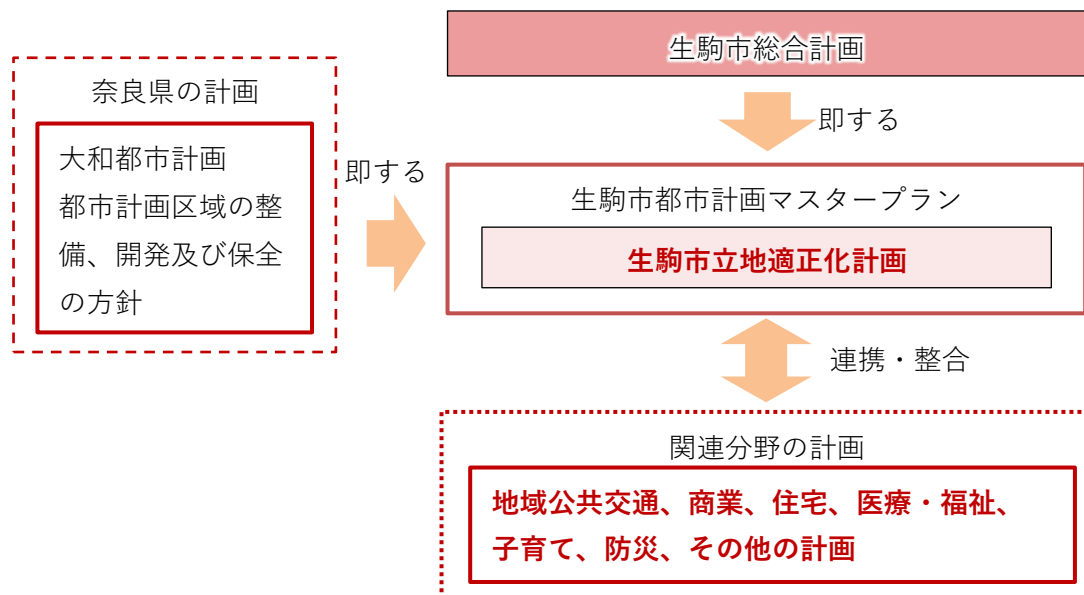 生駒市総合計画
即する
奈良県の計画
大和都市計画
都市計画区域の整
備、開発及び保全
の方針
即する
生駒市都市計画マスタープラン
生駒市立地適正化計画
連携・整合
関連分野の計画
地域公共交通、商業、住宅、医療・福祉、
子育て、防災、その他の計画